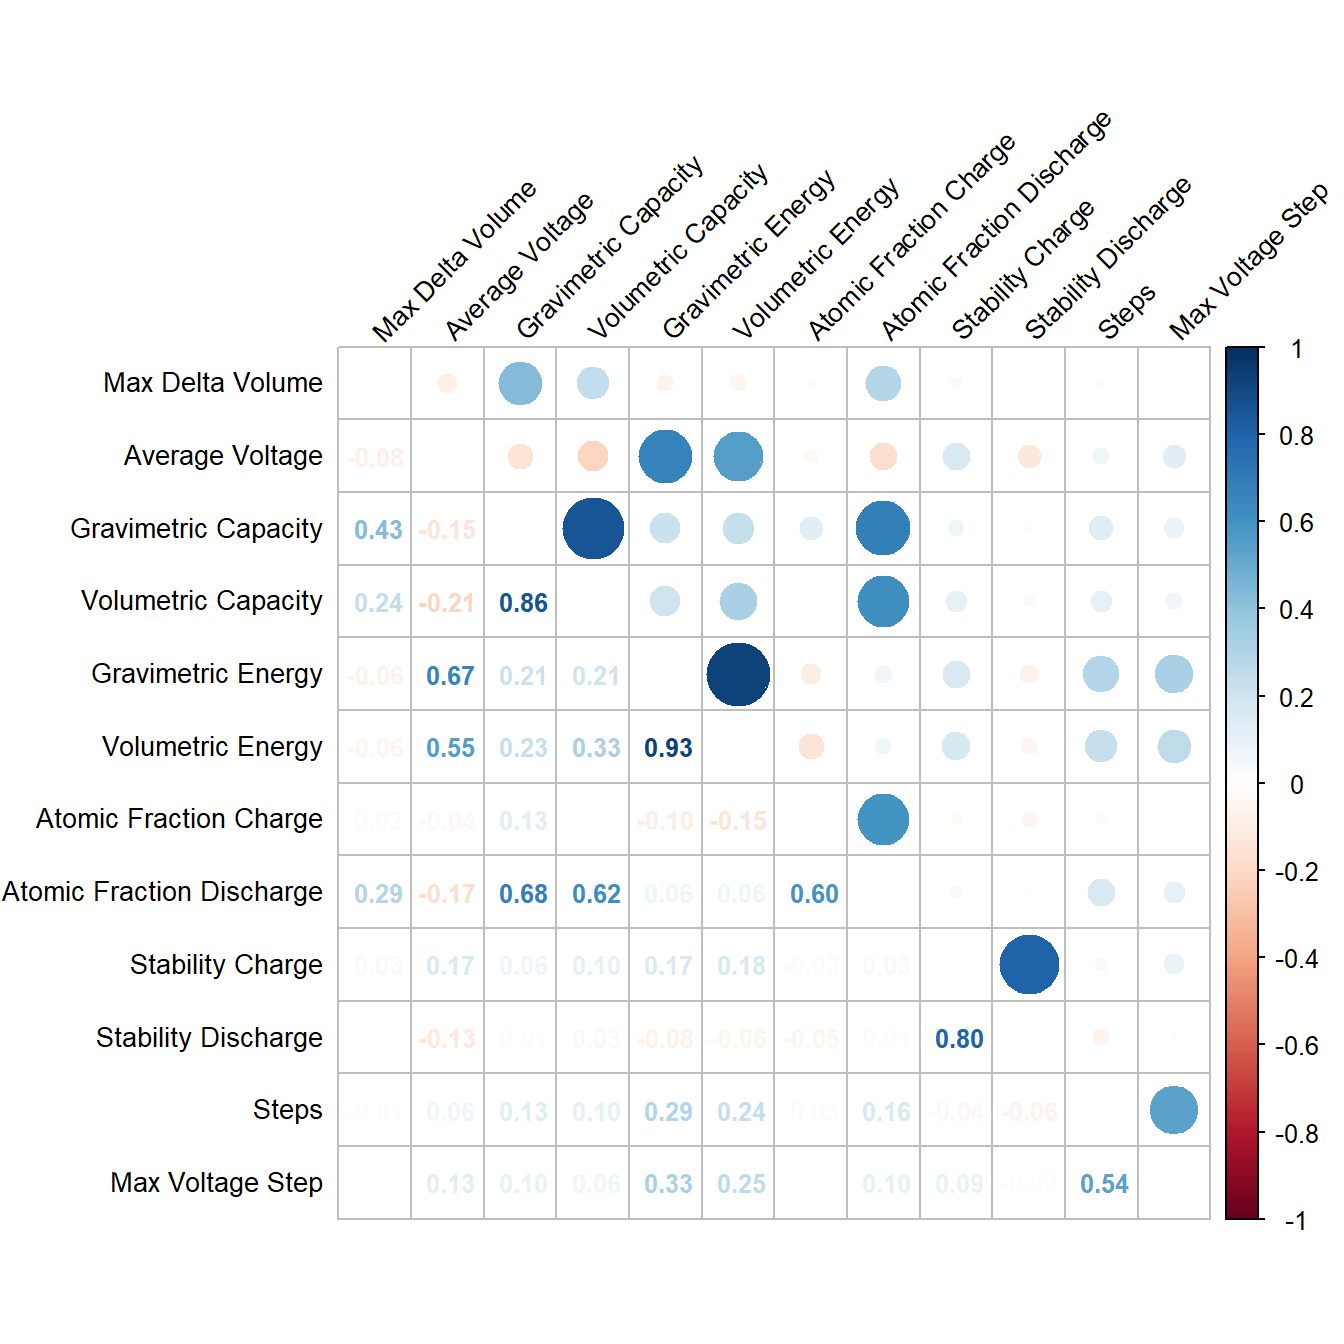 Max Delta Volume
Average Voltage
Gravimetric Capacity
Volumetric Capacity
Gravimetric Energy
Volumetric Energy
Atomic Fraction Charge
Atomic Fraction Discharge
Stability Charge
Stability Discharge
Steps
Max Voltage Step
Max Delta Volume
Average Voltage -0.08
Gravimetric Capacity 0.43 -0.15
Volumetric Capacity 0.24 -0.21 0.86
Gravimetric Energy -0.06 0.67 0.21 0.21
Volumetric Energy -0.06 0.55 0.23 0.33 0.93
Atomic Fraction Charge 0.02 -0.04 0.13 -0.10 -0.15
Atomic Fraction Discharge 0.29 -0.17 0.68 0.62 0.06 0.06 0.60
Stability Charge 0.03 0.17 0.06 0.10 0.17 0.18 -0.03 0.03
Stability Discharge -0.13 0.01 0.03 -0.08 -0.06 -0.05 0.01 0.80
Steps -0.01 0.06 0.13 0.10 0.29 0.24 0.03 0.16 -0.04 -0.06
Max Voltage Step 0.13 0.10 0.06 0.33 0.25 0.10 0.09 -0.02 0.54
1
0.8
0.6
0.4
0.2
0
-0.2
-0.4
-0.6
-0.8
-1